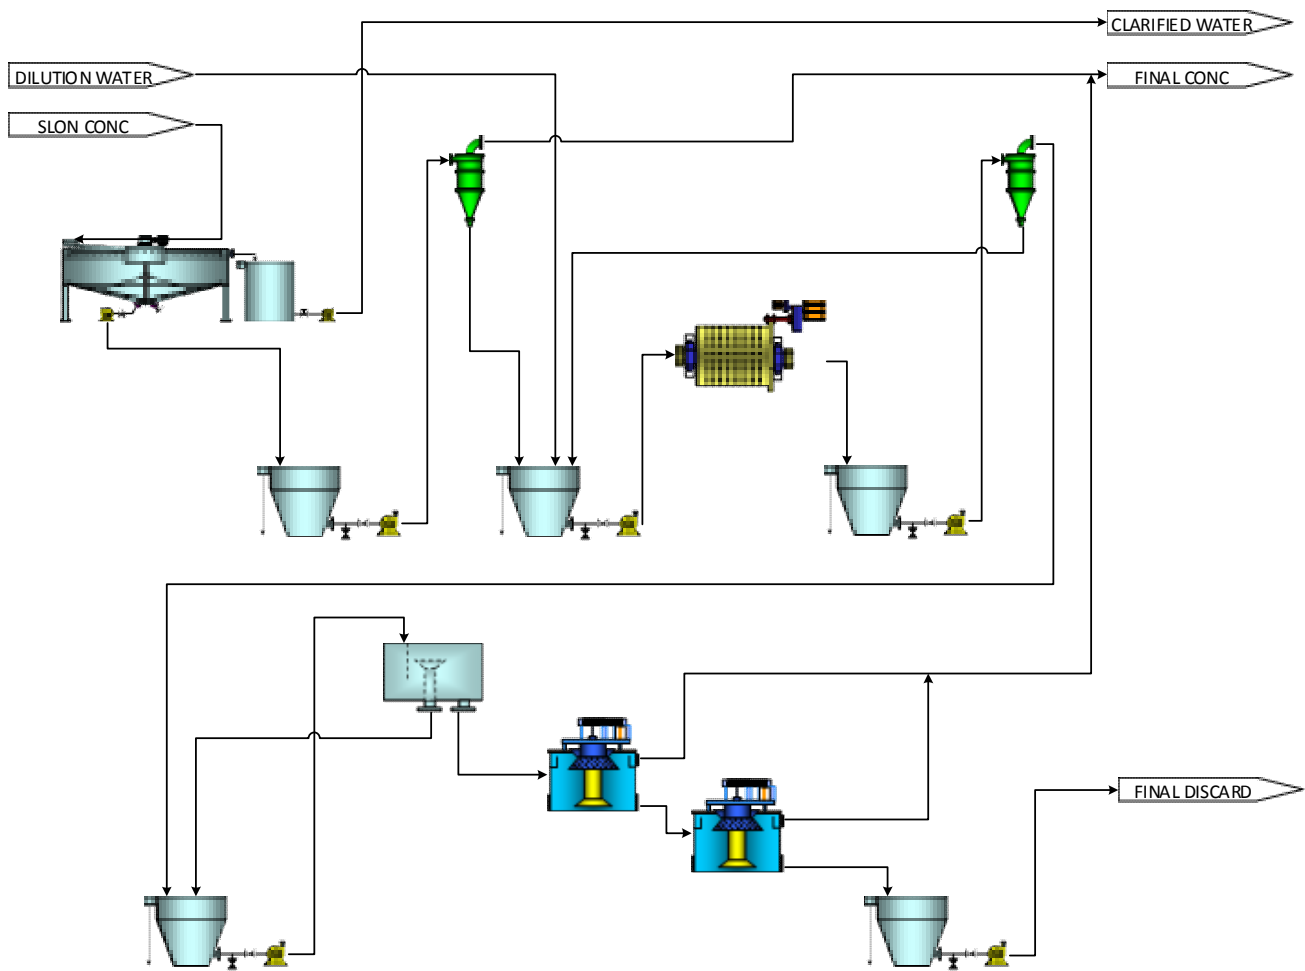 CLARIFIED WATER
DILUTION WATER
FINAL CONC
SLON CONC
FINAL DISCARD